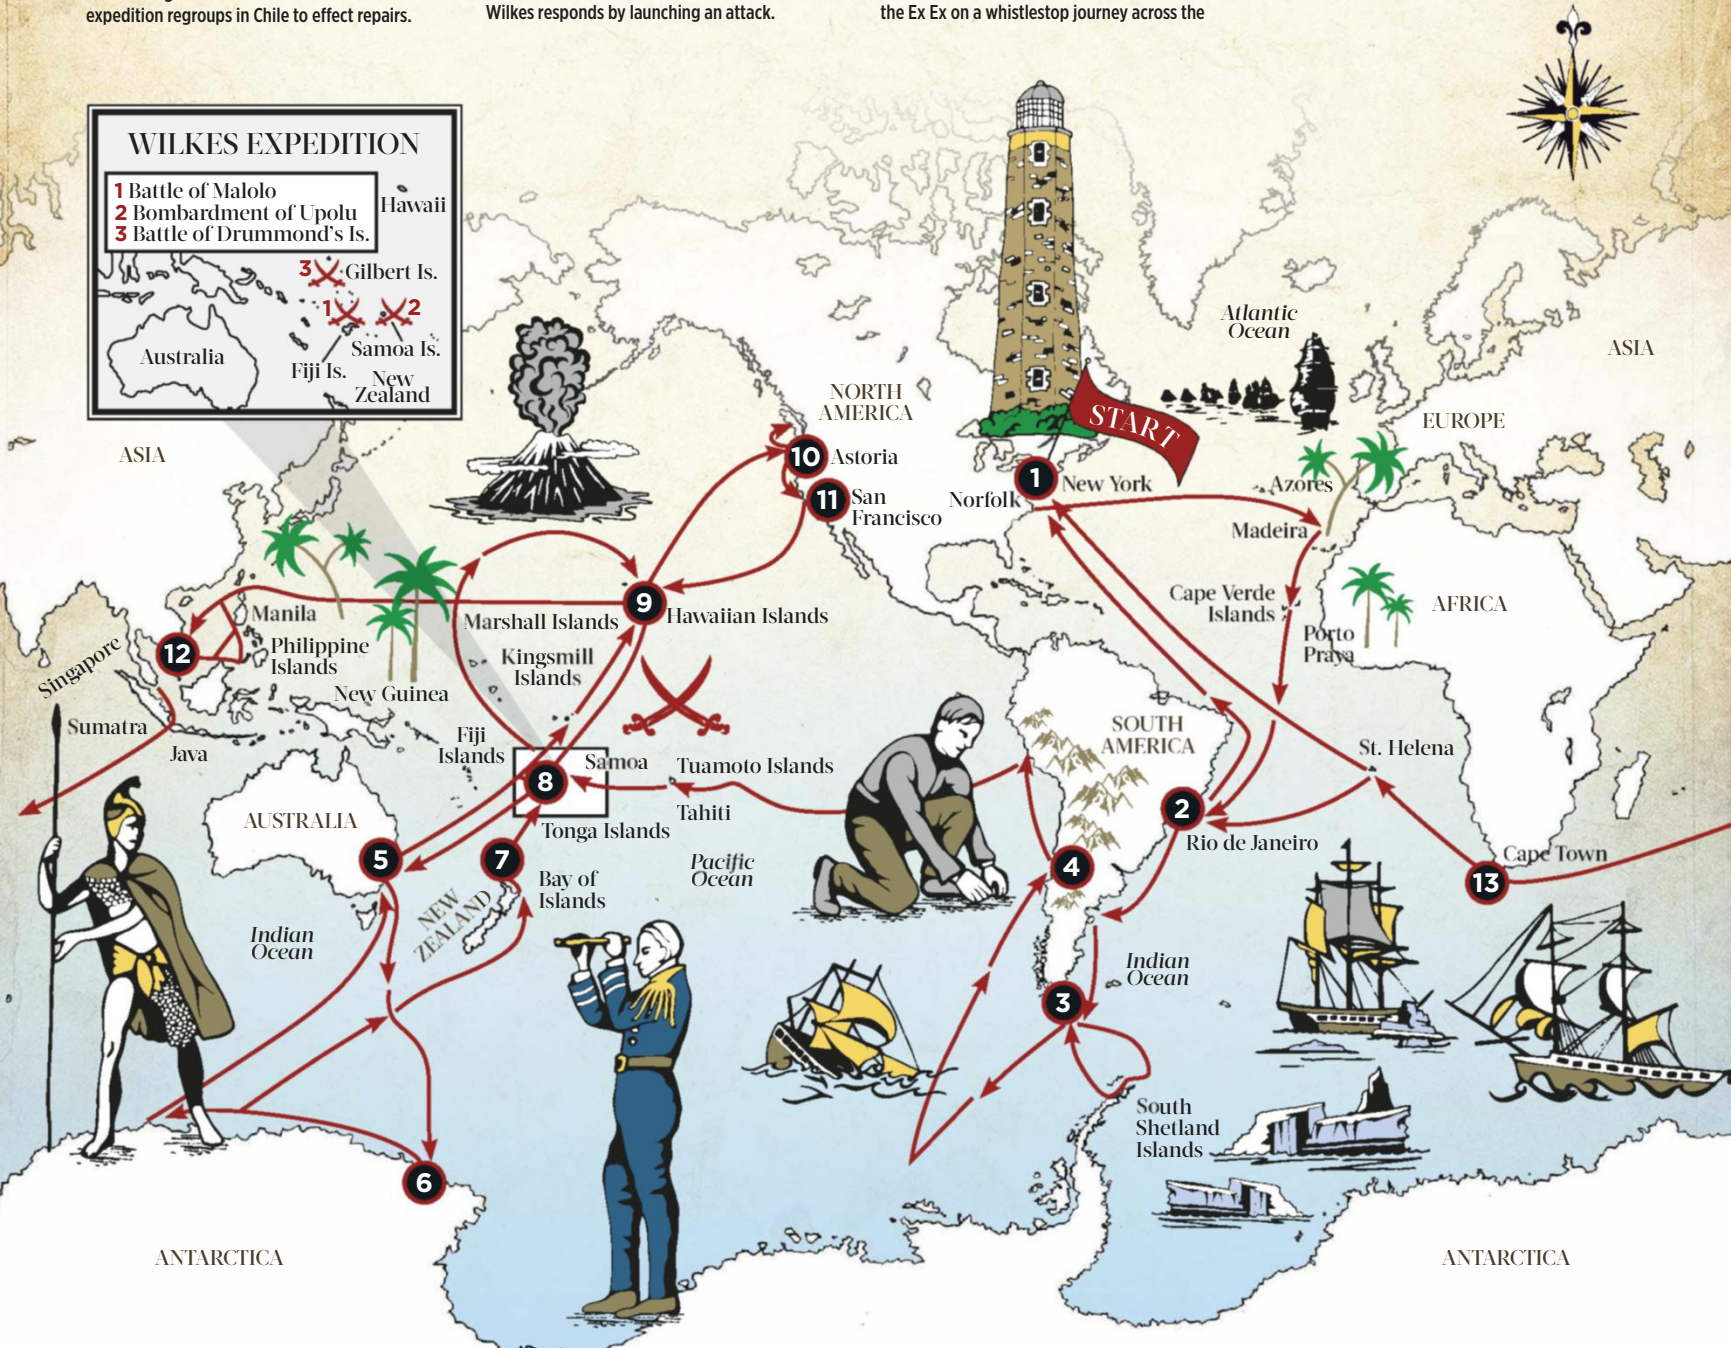 expedition regroups in Chile to effect repairs.
Wilkes responds by launching an attack.
the Ex Ex on a whistlestop journey across the
WILKES EXPEDITION
1 Battle of Malolo
2 Bombardment of Upolu
3 Battle of Drummond's Is.
Hawaii
3
Gilbert Is.
1
2
Australia
Samoa Is.
Fiji Is.
New
Zealand
Atlantic
Ocean
ASIA
NORTH
AMERICA
START
EUROPE
ASIA
10
Astoria
11
San
Francisco
1
New York
Norfolk
Azores
Madeira
Cape Verde
Islands
AFRICA
Porto
Praya
9
Hawaiian Islands
Marshall Islands
Manila
12
Philippine
Islands
Singapore
Kingsmill
Islands
New Guinea
Sumatra
Java
Fiji
Islands
Samoa
8
Tuamoto Islands
Tahiti
Tonga Islands
SOUTH
AMERICA
St. Helena
2
Rio de Janeiro
AUSTRALIA
5
7
Bay of
Islands
Pacific
Ocean
4
Cape Town
13
NEW
ZEALAND
Indian
Ocean
Indian
Ocean
3
South
Shetland
Islands
6
ANTARCTICA
ANTARCTICA